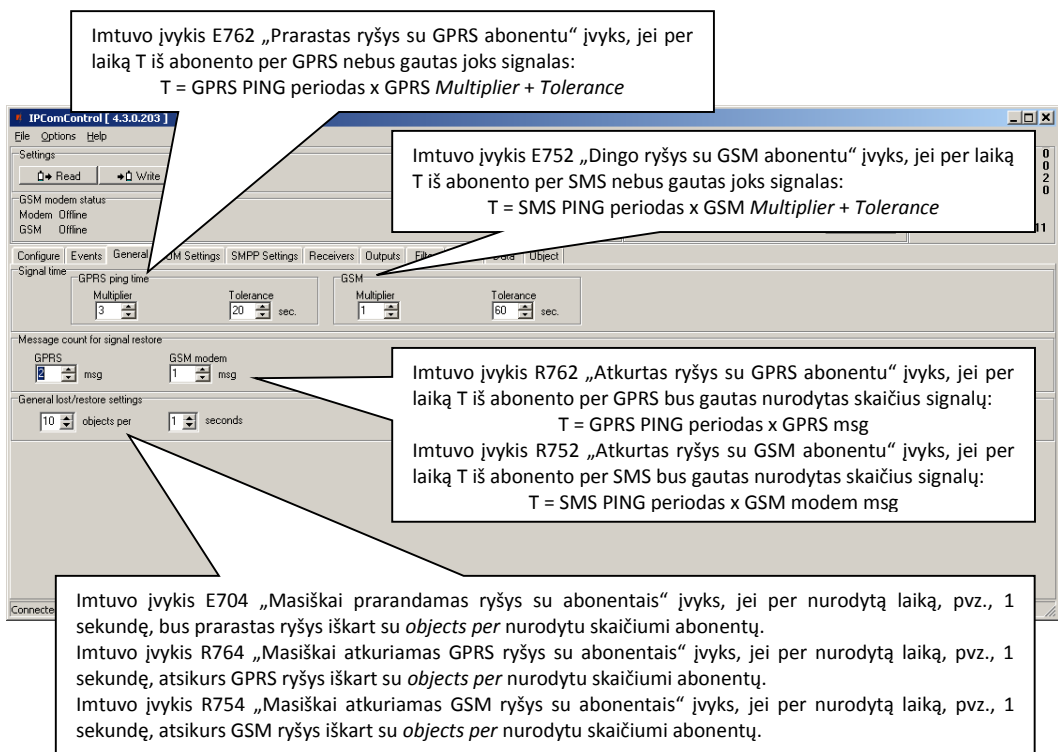 Imtuvo įvykis E762 „Prarastas ryšys su GPRS abonentu“ įvyks, jei per
laiką T iš abonento per GPRS nebus gautas joks signalas:
T = GPRS PING periodas x GPRS Multiplier + Tolerance
IPComControl [ 4.3.0.203 ]
File Options Help
Settings
Read Write
0
0
2
0
GSM modem status
Modem Offline
GSM Offline
11
Imtuvo įvykis E752 „Dingo ryšys su GSM abonentu“ įvyks, jei per laiką
T iš abonento per SMS nebus gautas joks signalas:
T = SMS PING periodas x GSM Multiplier + Tolerance
Configure Events General Settings SMPP Settings Receivers Outputs Object
Signal time
GPRS ping time GSM
Multiplier Tolerance Multiplier Tolerance
3 20 sec. 1 60 sec.
Message count for signal restore
GPRS GSM modem
2 msg 1 msg
General lost/restore settings
10 objects per 1 seconds
Imtuvo įvykis R762 „Atkurtas ryšys su GPRS abonentu“ įvyks, jei per
laiką T iš abonento per GPRS bus gautas nurodytas skaičius signalų:
T = GPRS PING periodas x GPRS msg
Imtuvo įvykis R752 „Atkurtas ryšys su GSM abonentu“ įvyks, jei per
laiką T iš abonento per SMS bus gautas nurodytas skaičius signalų:
T = SMS PING periodas x GSM modem msg
Connecte
Imtuvo įvykis E704 „Masiškai prarandamas ryšys su abonentais“ įvyks, jei per nurodytą laiką, pvz., 1
sekundę, bus prarastas ryšys iškart su objects per nurodytu skaičiumi abonentų.
Imtuvo įvykis R764 „Masiškai atkuriamas GPRS ryšys su abonentais“ įvyks, jei per nurodytą laiką, pvz., 1
sekundę, atsikurs GPRS ryšys iškart su objects per nurodytu skaičiumi abonentų.
Imtuvo įvykis R754 „Masiškai atkuriamas GSM ryšys su abonentais“ įvyks, jei per nurodytą laiką, pvz., 1
sekundę, atsikurs GSM ryšys iškart su objects per nurodytu skaičiumi abonentų.